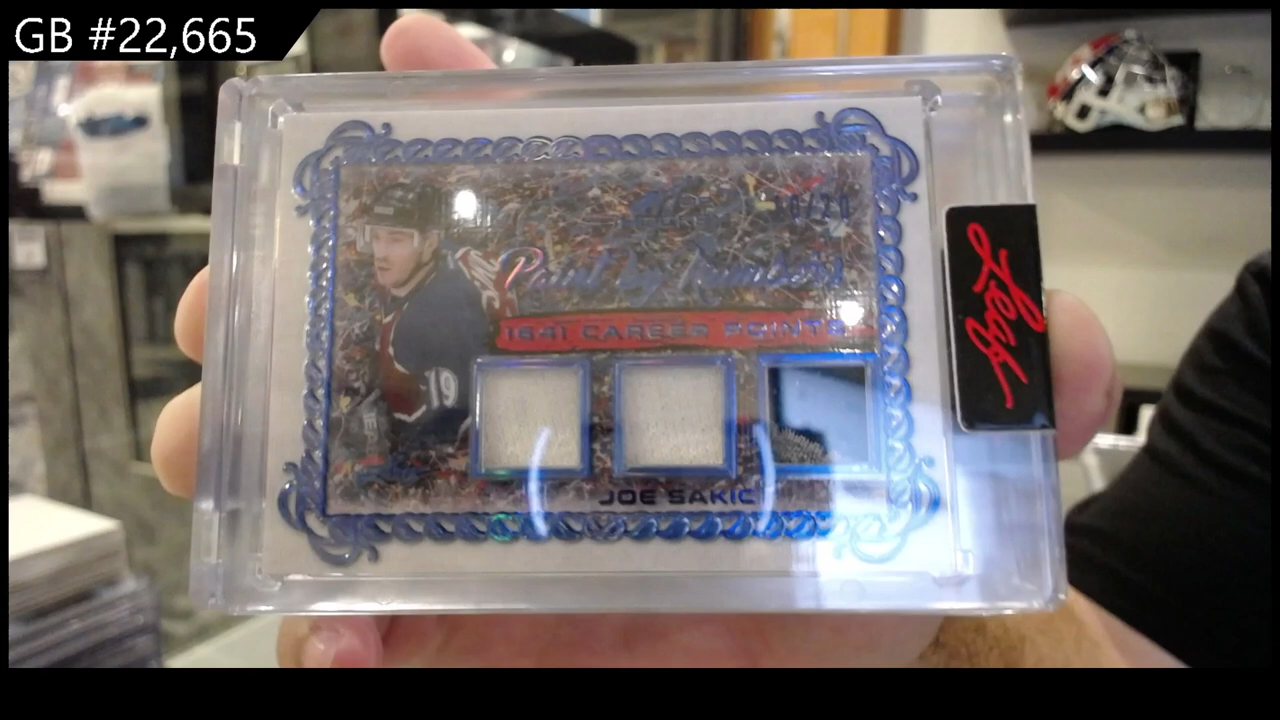 GB #22,665
Paint by Numbers
1641 CAREER POINTS
19
JOE SAKIC
Leaf